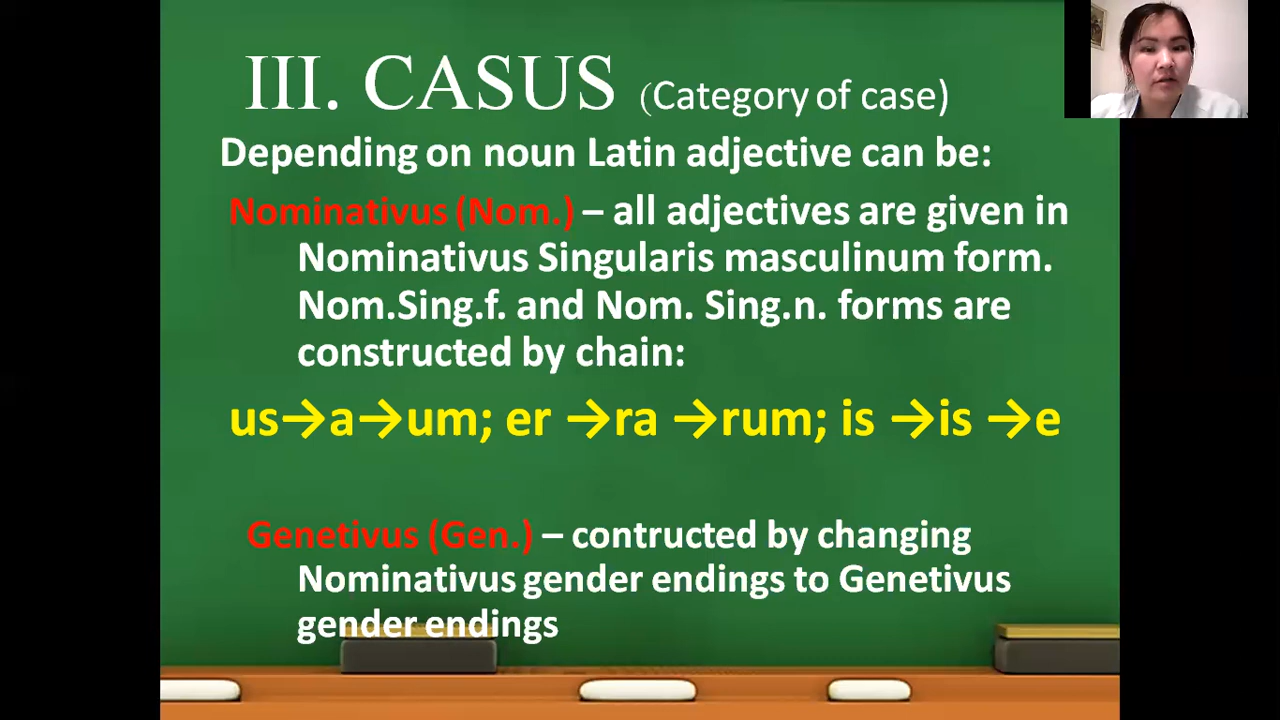 III. CASUS (Category of case)
Depending on noun Latin adjective can be:
Nominativus (Nom.) – all adjectives are given in
Nominativus Singularis masculinum form.
Nom.Sing.f. and Nom. Sing.n. forms are
constructed by chain:
us→a→um; er →ra →rum; is →is →e
Genetivus (Gen.) – contructed by changing
Nominativus gender endings to Genetivus
gender endings